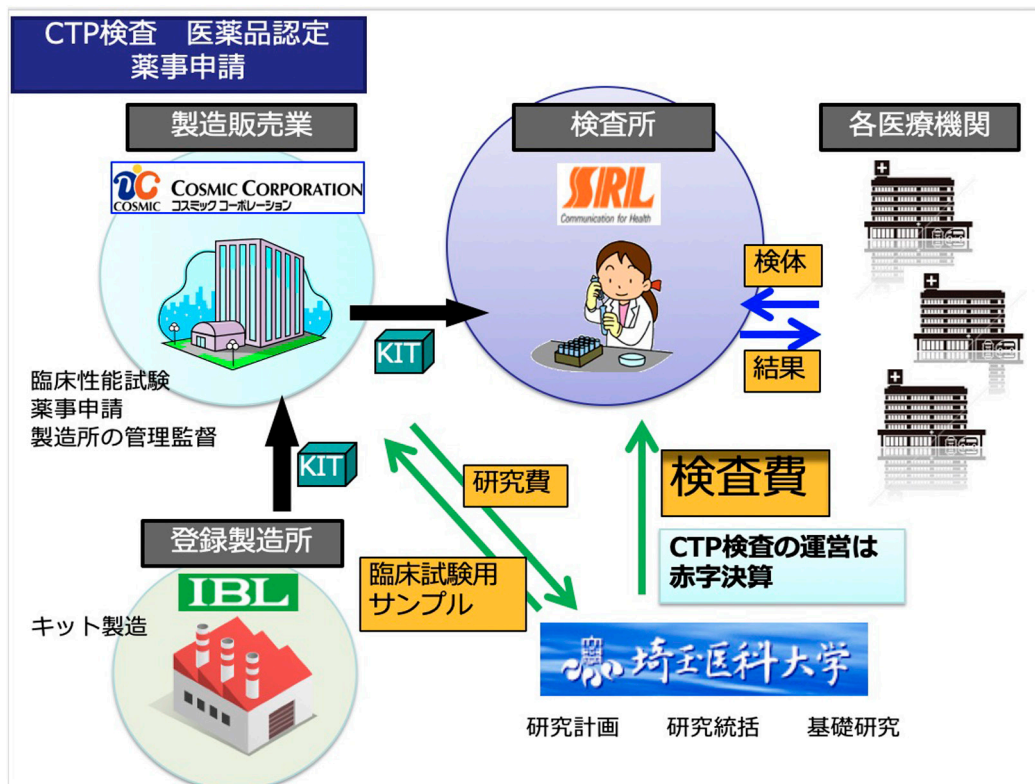 CTP検査　医薬品認定
薬事申請
製造販売業
検査所
各医療機関
COSMIC
COSMIC CORPORATION
コスミック コーポレーション
SRL
Communication for Health
検体
結果
KIT
臨床性能試験
薬事申請
製造所の管理監督
KIT
研究費
検査費
登録製造所
IBL
臨床試験用
サンプル
CTP検査の運営は
赤字決算
キット製造
埼玉医科大学
研究計画　研究統括　基礎研究